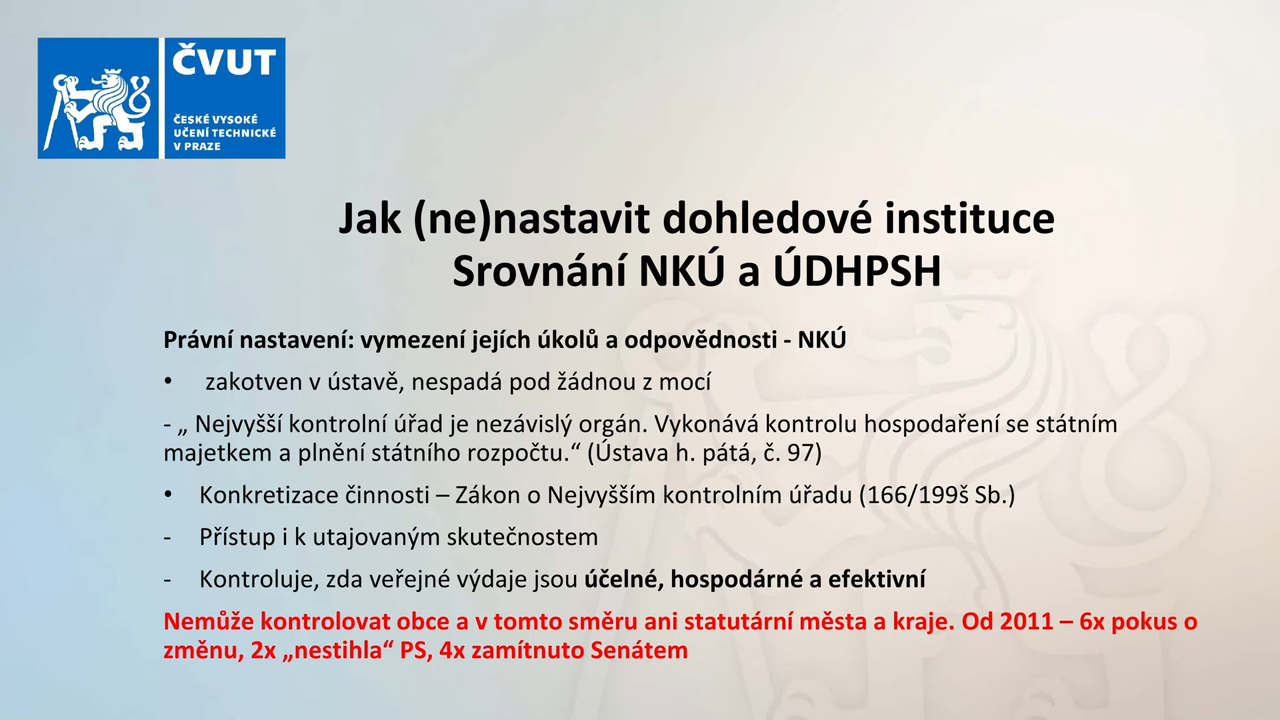 ČVUT
ČESKÉ VYSOKÉ
UČENÍ TECHNICKÉ
V PRAZE
Jak (ne)nastavit dohledové instituce
Srovnání NKÚ a ÚDHPSH
Právní nastavení: vymezení jejích úkolů a odpovědnosti - NKÚ
• zakotven v ústavě, nespadá pod žádnou z mocí
- „ Nejvyšší kontrolní úřad je nezávislý orgán. Vykonává kontrolu hospodaření se státním
majetkem a plnění státního rozpočtu.“ (Ústava h. pátá, č. 97)
• Konkretizace činnosti – Zákon o Nejvyšším kontrolním úřadu (166/199š Sb.)
- Přístup i k utajovaným skutečnostem
- Kontroluje, zda veřejné výdaje jsou účelné, hospodárné a efektivní
Nemůže kontrolovat obce a v tomto směru ani statutární města a kraje. Od 2011 – 6x pokus o
změnu, 2x „nestihla“ PS, 4x zamítnuto Senátem